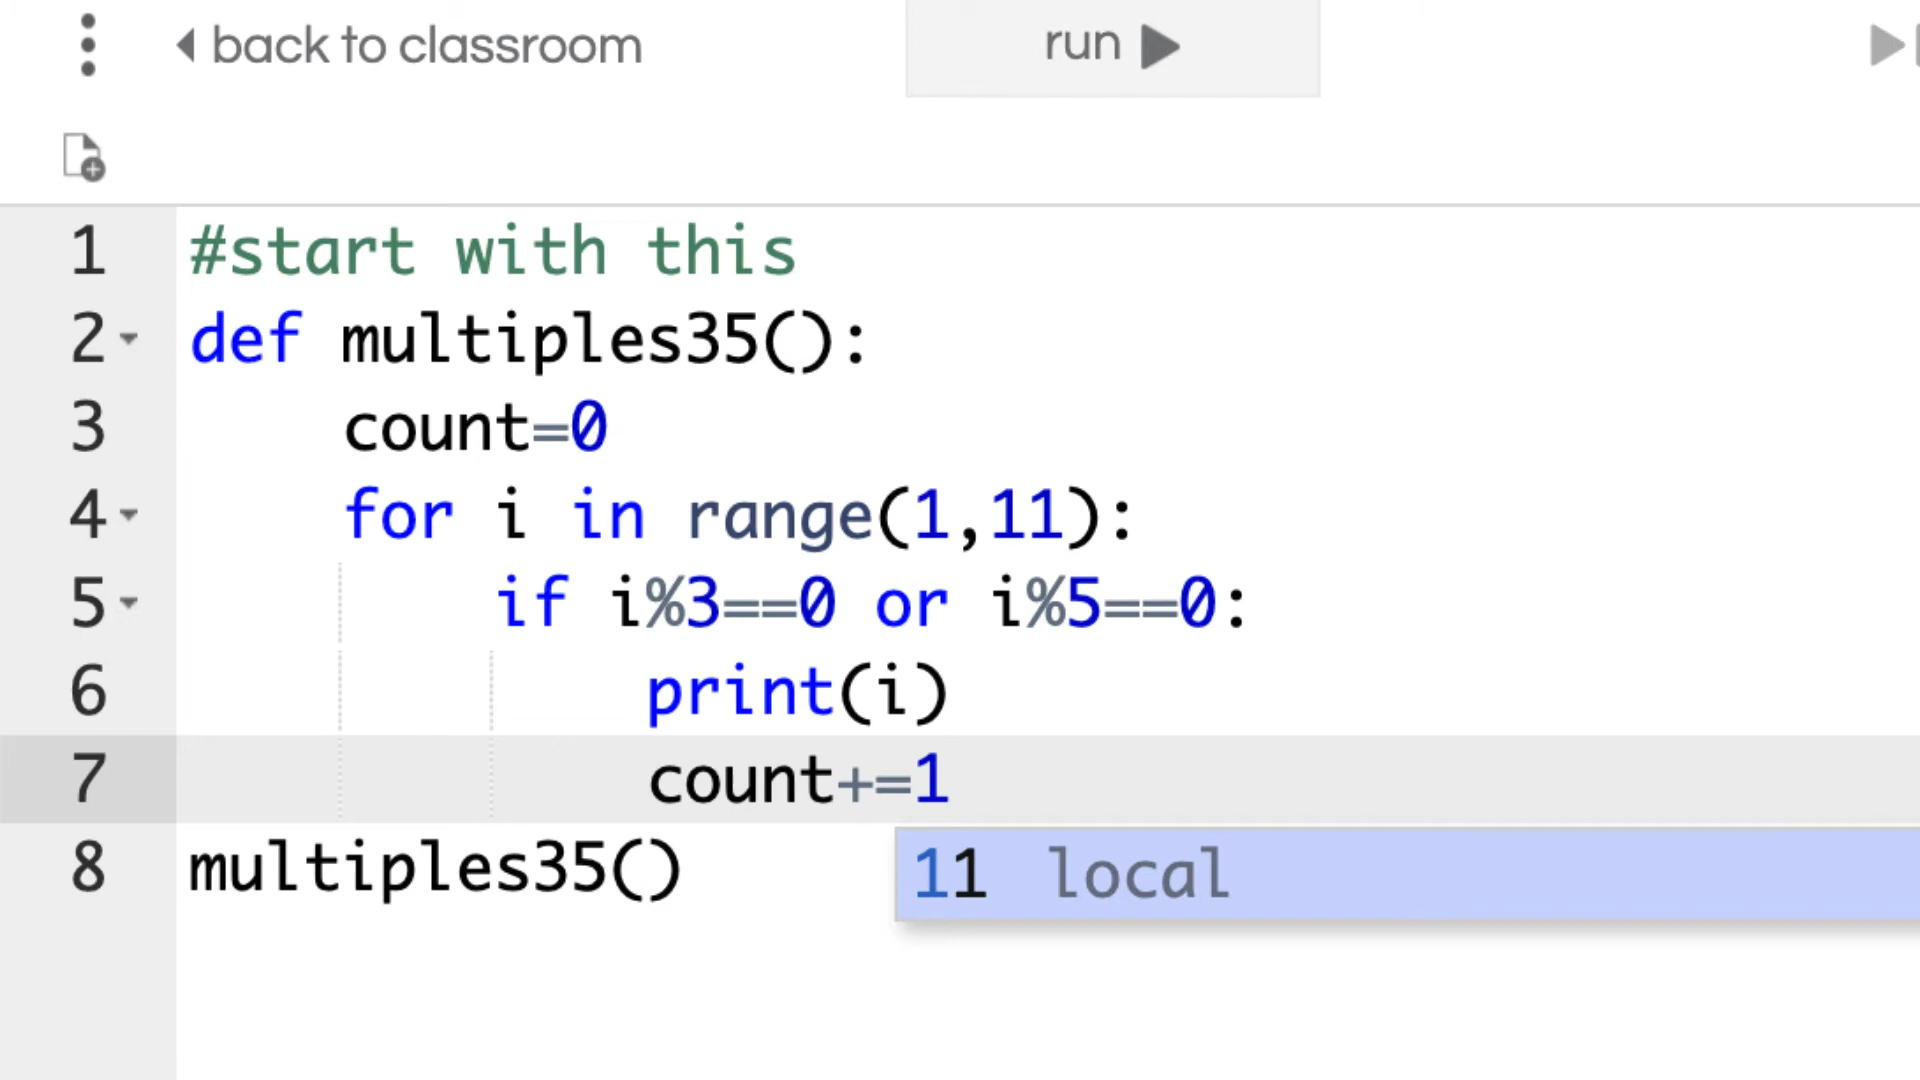 back to classroom
run
1 #start with this
2 def multiples35():
3     count=0
4     for i in range(1,11):
5         if i%3==0 or i%5==0:
6             print(i)
7             count+=1
8 multiples35()
11 local